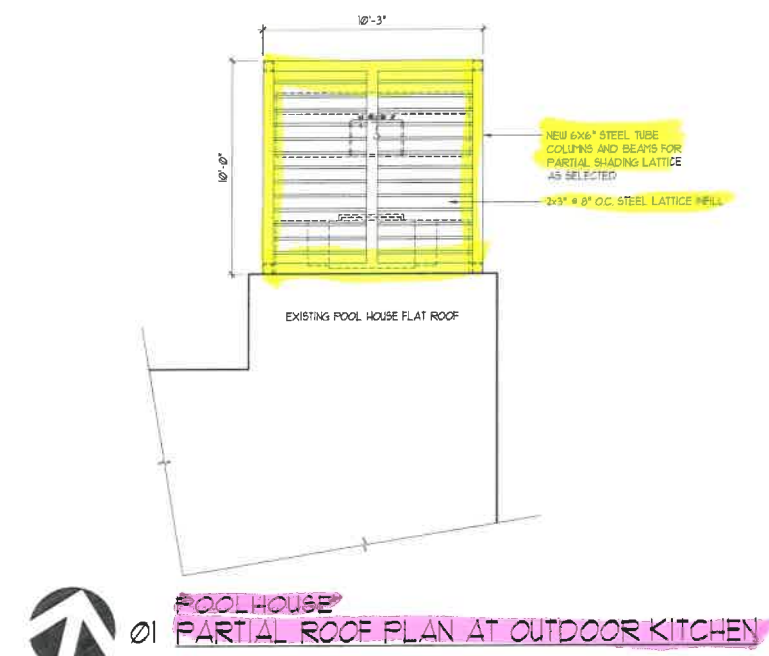 10'-3"
10'-0"
NEW 6X6" STEEL TUBE
COLUMNS AND BEAMS FOR
PARTIAL SHADING LATTICE
AS SELECTED
2x3" @ 8" O.C. STEEL LATTICE INFILL
EXISTING POOL HOUSE FLAT ROOF
POOLHOUSE
01 PARTIAL ROOF PLAN AT OUTDOOR KITCHEN